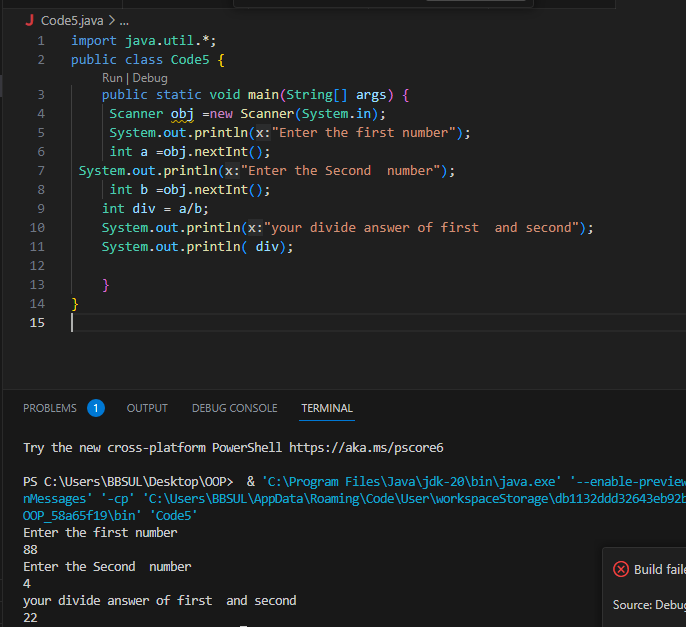 J Code5.java > ...
1 import java.util.*;
2 public class Code5 {
Run | Debug
3 public static void main(String[] args) {
4 Scanner obj =new Scanner(System.in);
5 System.out.println(x:"Enter the first number");
6 int a =obj.nextInt();
7 System.out.println(x:"Enter the Second  number");
8 int b =obj.nextInt();
9 int div = a/b;
10 System.out.println(x:"your divide answer of first  and second");
11 System.out.println( div);
12
13 }
14 }
15
PROBLEMS 1 OUTPUT DEBUG CONSOLE TERMINAL
Try the new cross-platform PowerShell https://aka.ms/pscore6
PS C:\Users\BBSUL\Desktop\OOP>  & 'C:\Program Files\Java\jdk-20\bin\java.exe' '--enable-preview
nMessages' '-cp' 'C:\Users\BBSUL\AppData\Roaming\Code\User\workspaceStorage\db1132ddd32643eb92b
OOP_58a65f19\bin' 'Code5'
Enter the first number
88
Enter the Second  number
4
your divide answer of first  and second
22
Build faile
Source: Debug